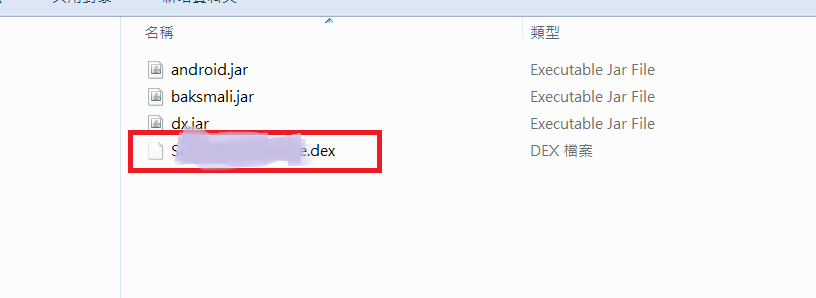 名稱
類型
android.jar
Executable Jar File
baksmali.jar
Executable Jar File
dx.jar
Executable Jar File
.dex
DEX 檔案